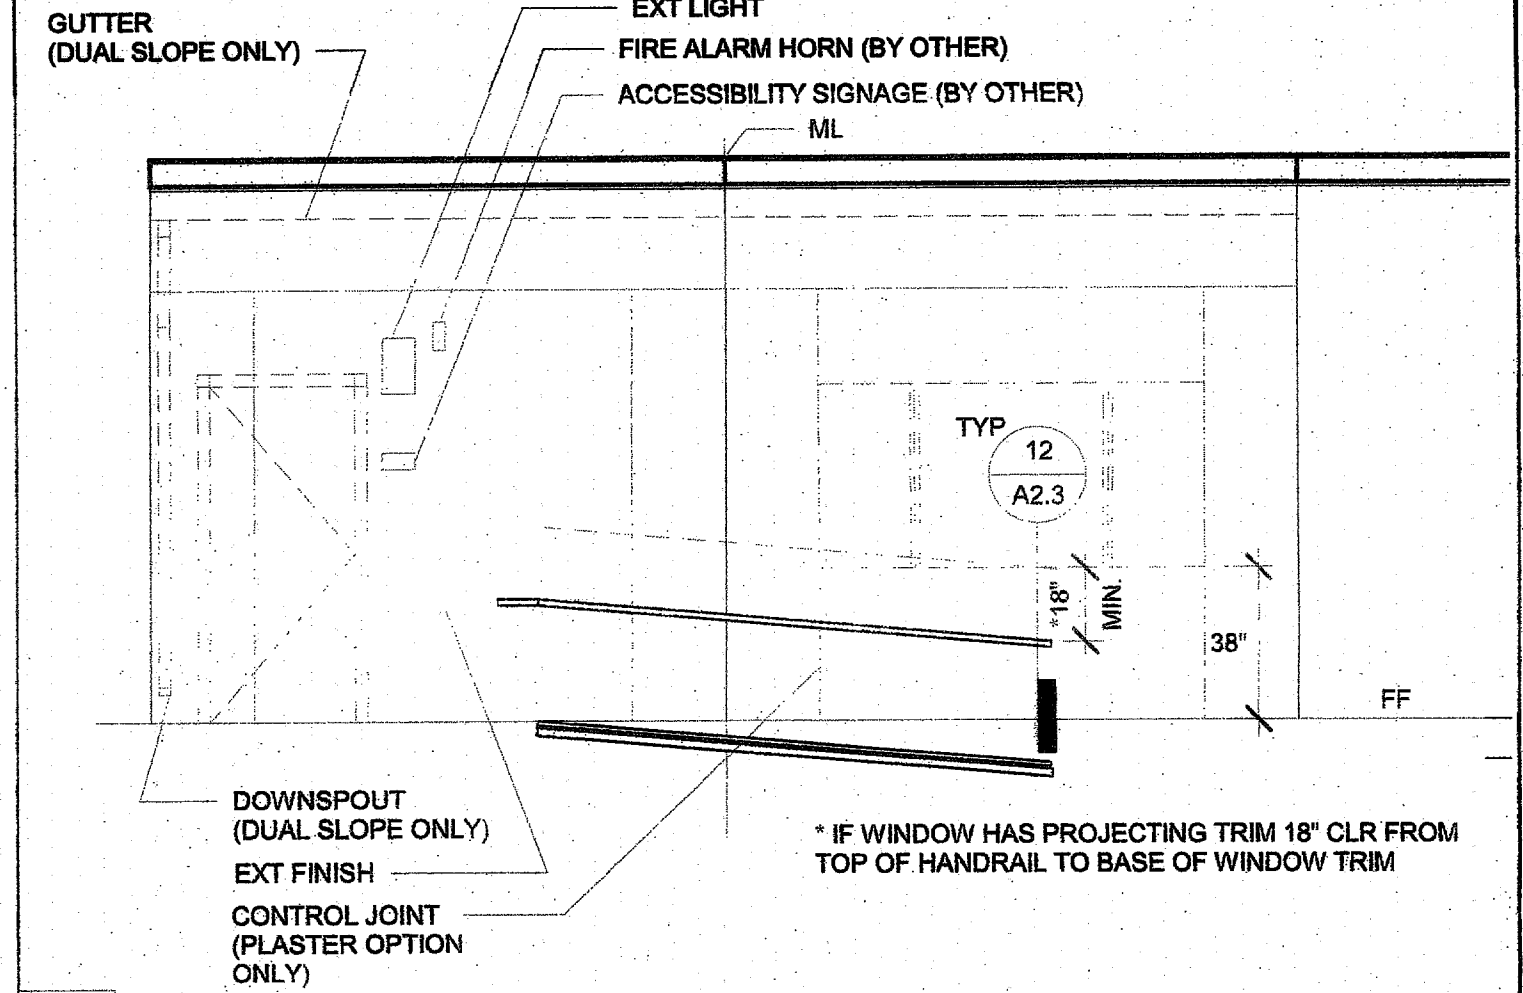 EXT LIGHT
GUTTER
(DUAL SLOPE ONLY)
FIRE ALARM HORN (BY OTHER)
ACCESSIBILITY SIGNAGE (BY OTHER)
ML
TYP
12
A2.3
*18"
MIN.
38"
FF
DOWNSPOUT
(DUAL SLOPE ONLY)
EXT FINISH
CONTROL JOINT
(PLASTER OPTION
ONLY)
* IF WINDOW HAS PROJECTING TRIM 18" CLR FROM
TOP OF HANDRAIL TO BASE OF WINDOW TRIM